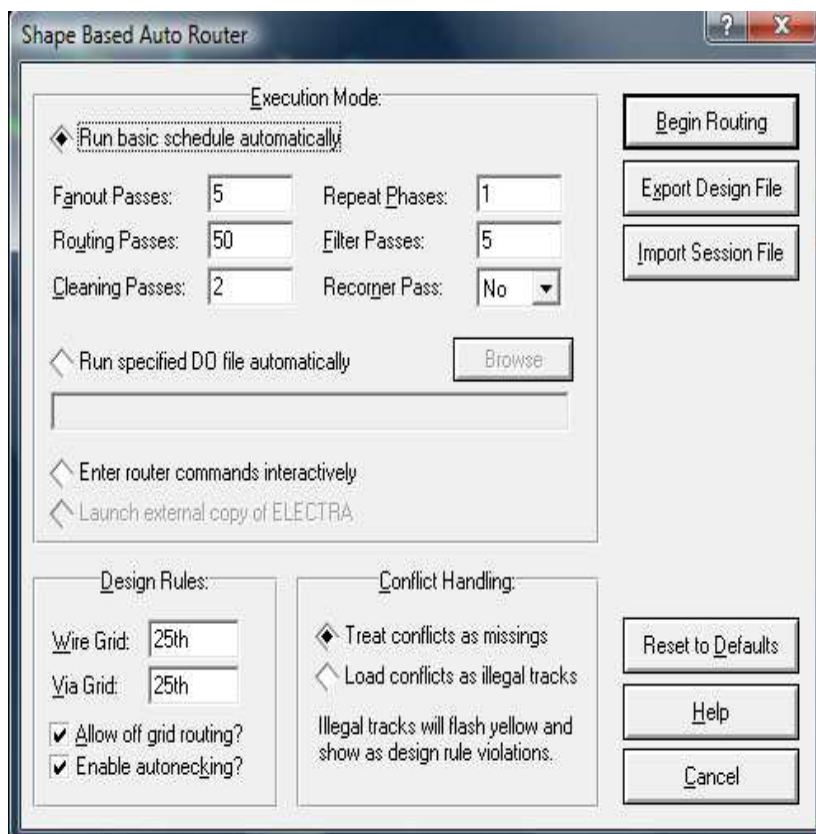 Shape Based Auto Router
Execution Mode:
Run basic schedule automatically
Fanout Passes: 5 Repeat Phases: 1
Routing Passes: 50 Filter Passes: 5
Cleaning Passes: 2 Recorner Pass: No
Run specified DO file automatically Browse
Enter router commands interactively
Launch external copy of ELECTRA
Begin Routing
Export Design File
Import Session File
Design Rules:
Wire Grid: 25th
Via Grid: 25th
Allow off grid routing?
Enable autonecking?
Conflict Handling:
Treat conflicts as missings
Load conflicts as illegal tracks
Illegal tracks will flash yellow and
show as design rule violations.
Reset to Defaults
Help
Cancel